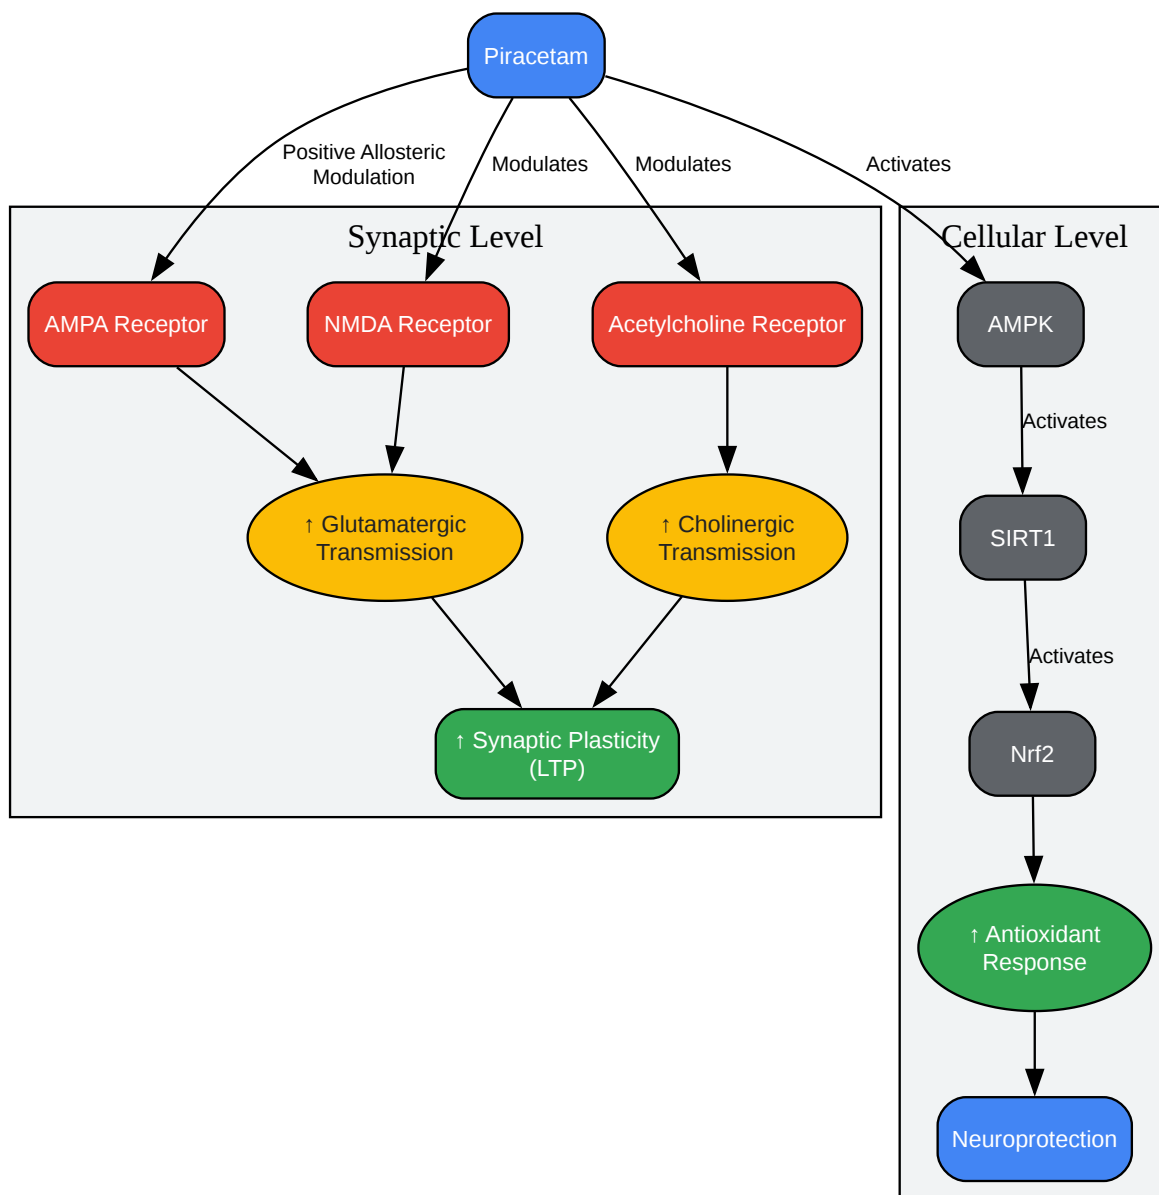 Piracetam
Positive Allosteric
Modulation
Modulates
Modulates
Activates
Synaptic Level
Cellular Level
AMPA Receptor
NMDA Receptor
Acetylcholine Receptor
AMPK
Activates
↑ Glutamatergic
Transmission
↑ Cholinergic
Transmission
SIRT1
Activates
↑ Synaptic Plasticity
(LTP)
Nrf2
↑ Antioxidant
Response
Neuroprotection